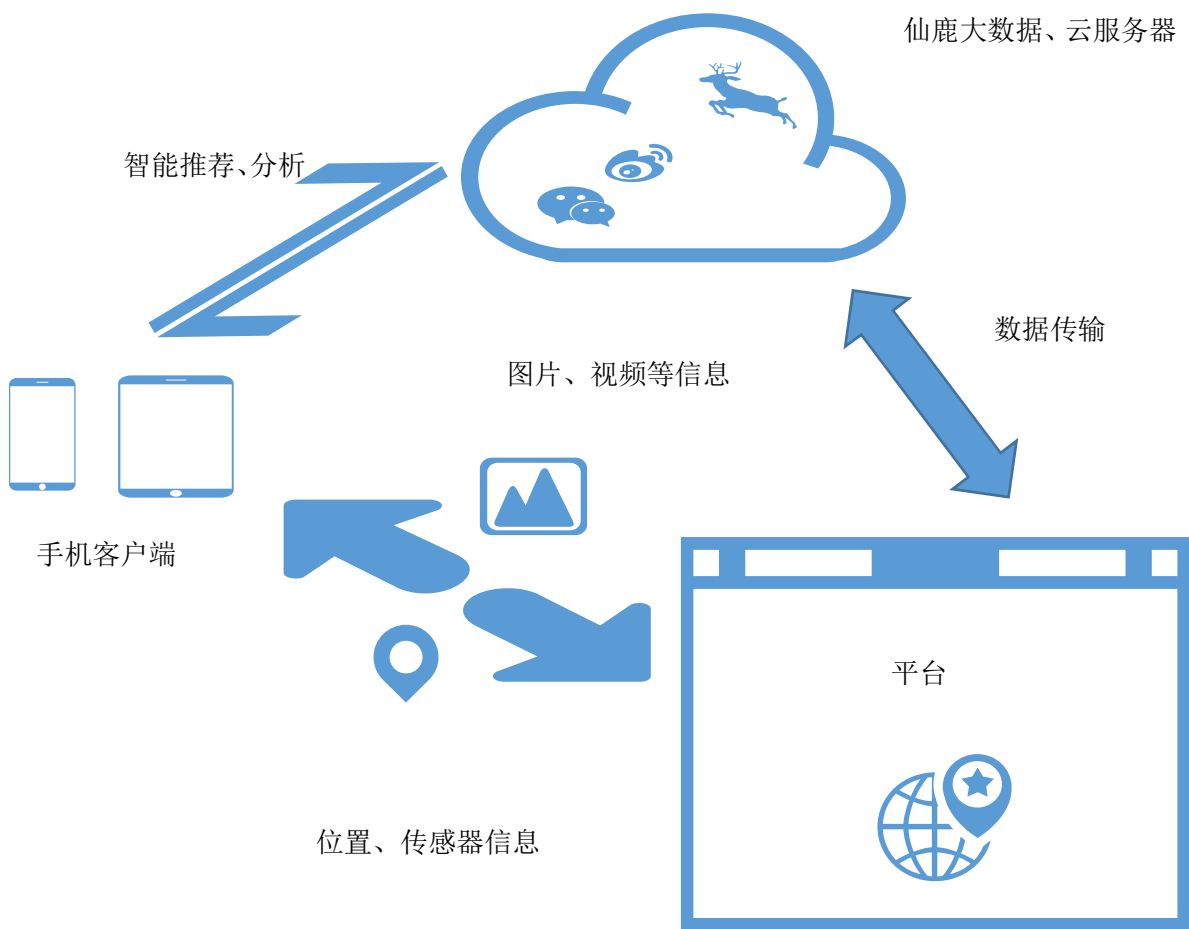 仙鹿大数据、云服务器
智能推荐、分析
数据传输
图片、视频等信息
手机客户端
平台
位置、传感器信息